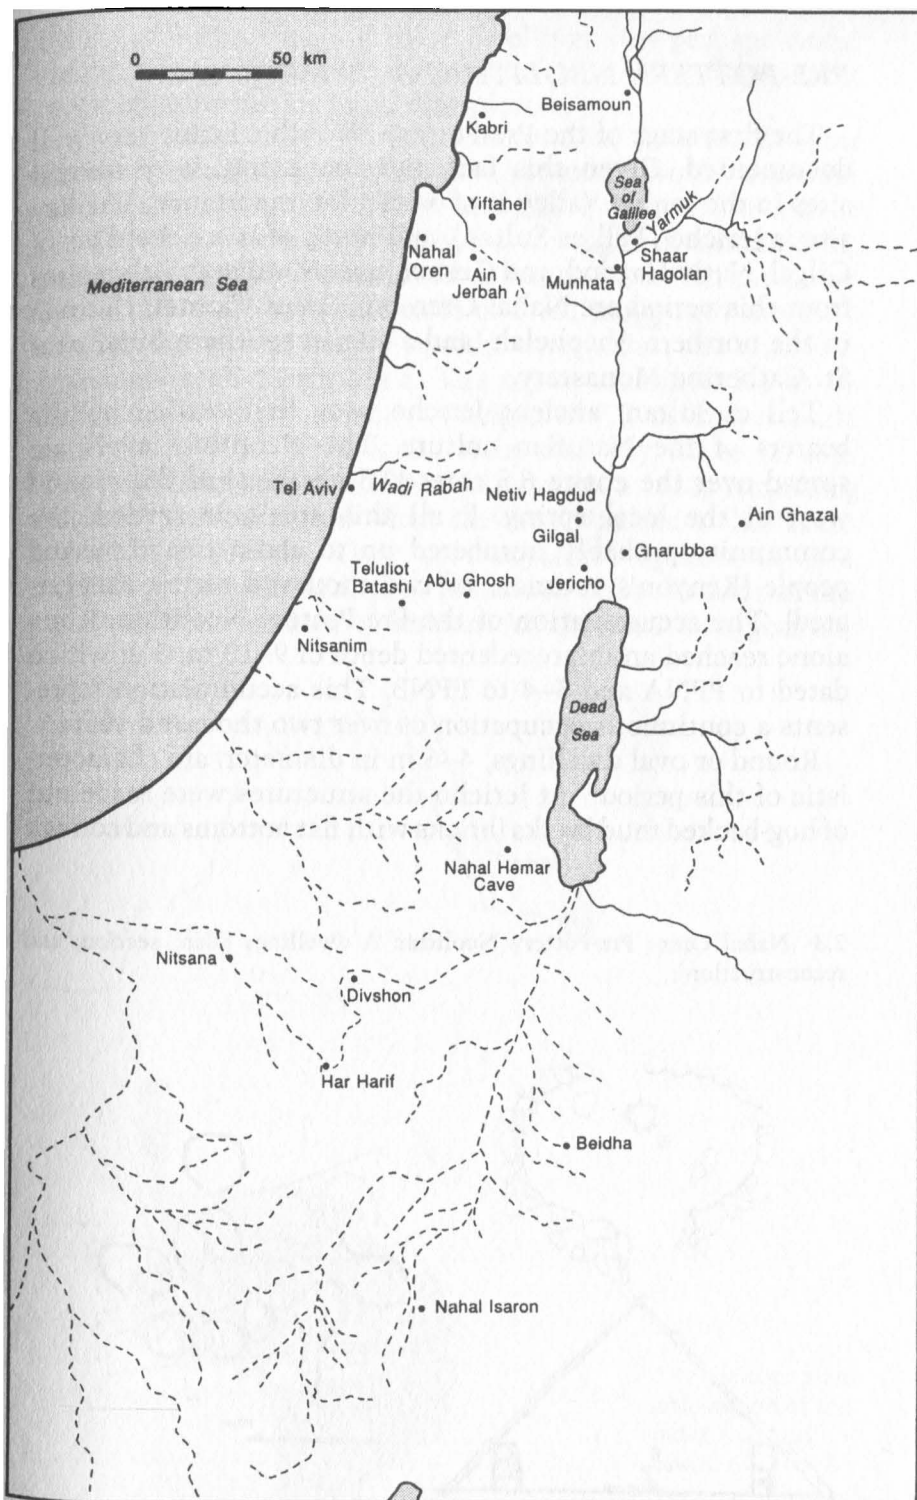 0 50 km
Beisamoun
Kabri
Sea
of
Galilee
Yarmuk
Yiftahel
Nahal
Oren
Ain
Jarbah
Munhata
Shaar
Hagolan
Mediterranean Sea
Tel Aviv
Wadi Rabah
Netiv Hagdud
Gilgal
Ain Ghazal
Gharubba
Jericho
Teluliot
Batashi
Abu Ghosh
Nitsanim
Dead
Sea
Nahal Hemar
Cave
Nitsana
Divshon
Har Harif
Beidha
Nahal Isaron